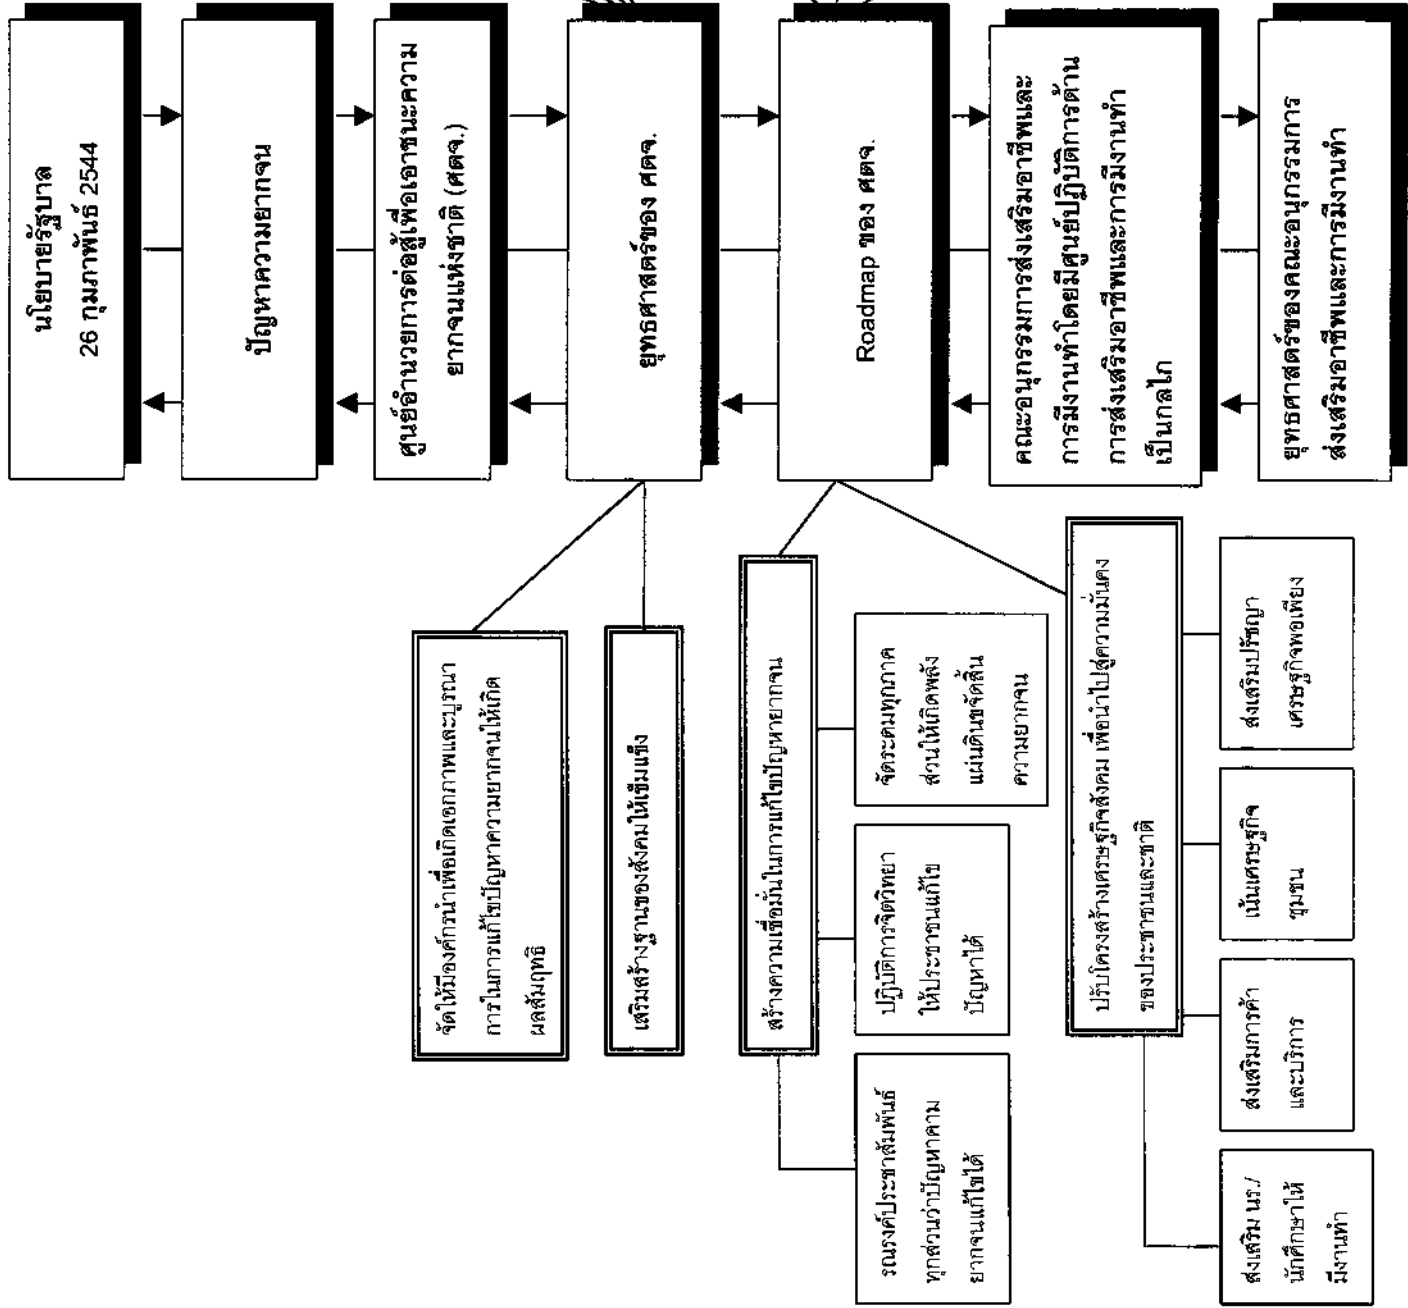 นโยบายรัฐบาล
26 กุมภาพันธ์ 2544
ปัญหาความยากจน
ศูนย์อำนวยการต่อสู้เพื่อเอาชนะความ
ยากจนแห่งชาติ (ศตจ.)
ยุทธศาสตร์ของ ศตจ.
Roadmap ของ ศตจ.
คณะอนุกรรมการส่งเสริมอาชีพและ
การมีงานทำโดยมีศูนย์ปฏิบัติการด้าน
การส่งเสริมอาชีพและการมีงานทำ
เป็นกลไก
ยุทธศาสตร์ของคณะอนุกรรมการ
ส่งเสริมอาชีพและการมีงานทำ
จัดให้มีองค์กรนำเพื่อเกิดเอกภาพและบูรณา
การในการแก้ไขปัญหาความยากจนให้เกิด
ผลสัมฤทธิ
เสริมสร้างฐานของสังคมให้เข้มแข็ง
สร้างความเชื่อมั่นในการแก้ไขปัญหายากจน
รณรงค์ประชาสัมพันธ์
ทุกส่วนว่าปัญหาคาม
ยากจนแก้ไขได้
ปฏิบัติการจิตวิทยา
ให้ประชาชนแก้ไข
ปัญหาได้
จัดระดมทุกภาค
ส่วนให้เกิดพลัง
แผ่นดินขจัดสิ้น
ความยากจน
ปรับโครงสร้างเศรษฐกิจสังคม เพื่อนำไปสู่ความมั่นคง
ของประชาชนและชาติ
ส่งเสริม นร./
นักศึกษาให้
มีงานทำ
ส่งเสริมการค้า
และบริการ
เน้นเศรษฐกิจ
ชุมชน
ส่งเสริมปรัชญา
เศรษฐกิจพอเพียง